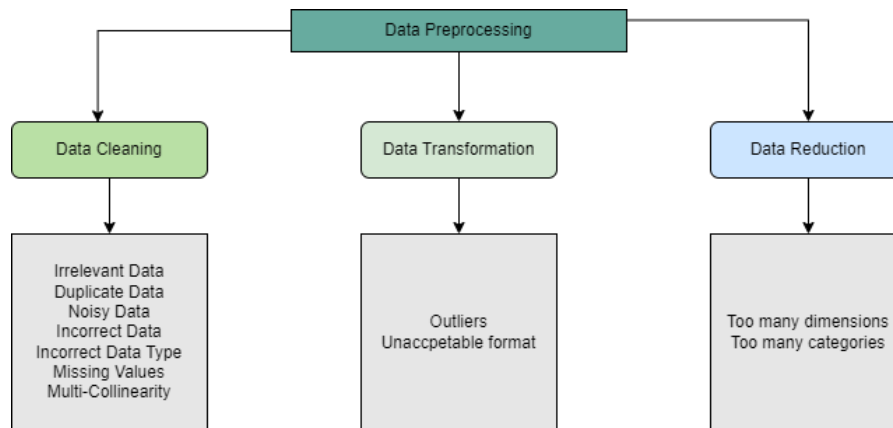 Data Preprocessing
Data Cleaning
Data Transformation
Data Reduction
Irrelevant Data
Duplicate Data
Noisy Data
Incorrect Data
Incorrect Data Type
Missing Values
Multi-Collinearity
Outliers
Unaccpetable format
Too many dimensions
Too many categories